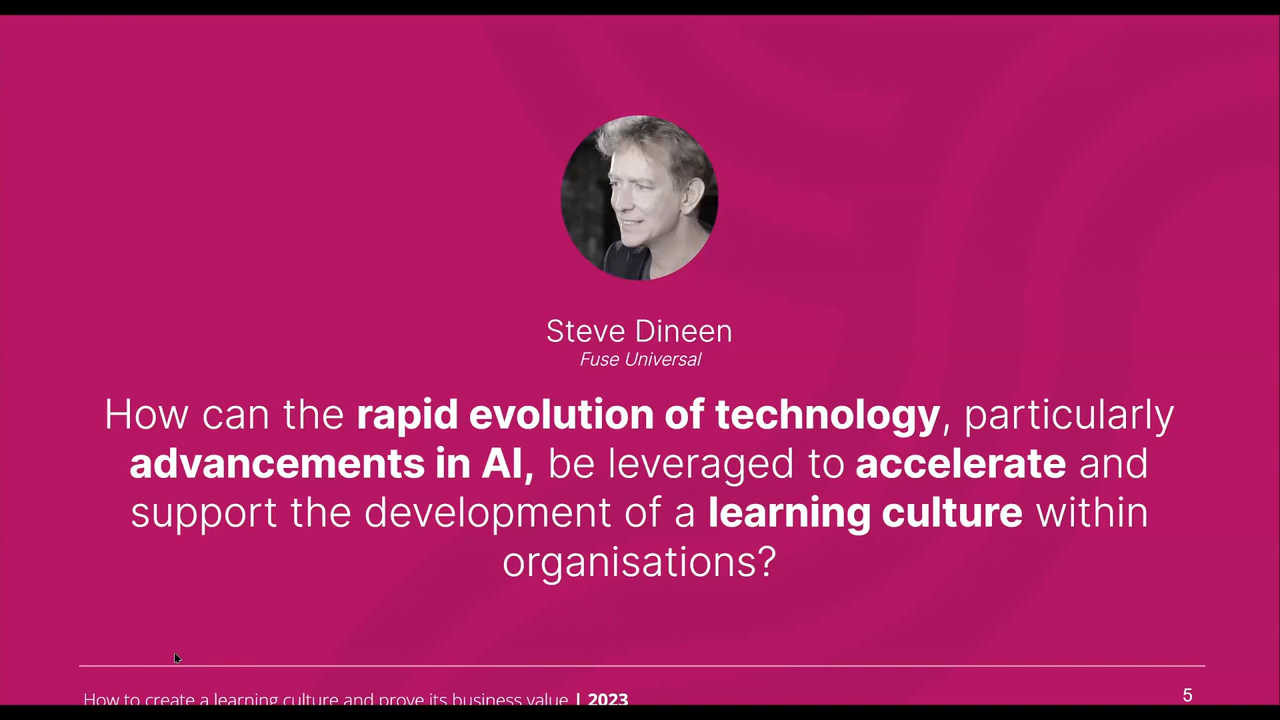 Steve Dineen
Fuse Universal
How can the rapid evolution of technology, particularly
advancements in AI, be leveraged to accelerate and
support the development of a learning culture within
organisations?
How to create a learning culture and prove its business value | 2023
5